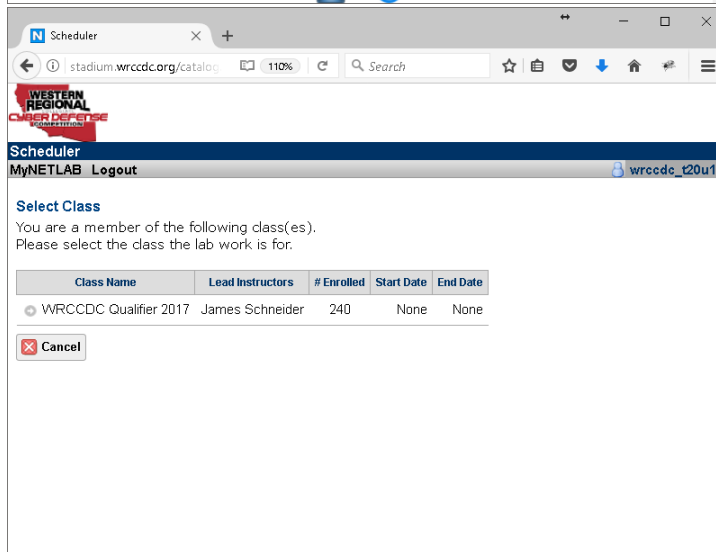 Scheduler
stadium.wrccdc.org/catalog
110%
Search
WESTERN
REGIONAL
CYBER DEFENSE
COMPETITION
Scheduler
MyNETLAB Logout
wrccdc_t20u1
Select Class
You are a member of the following class(es).
Please select the class the lab work is for.
Class Name Lead Instructors # Enrolled Start Date End Date
WRCCDC Qualifier 2017 James Schneider 240 None None
Cancel